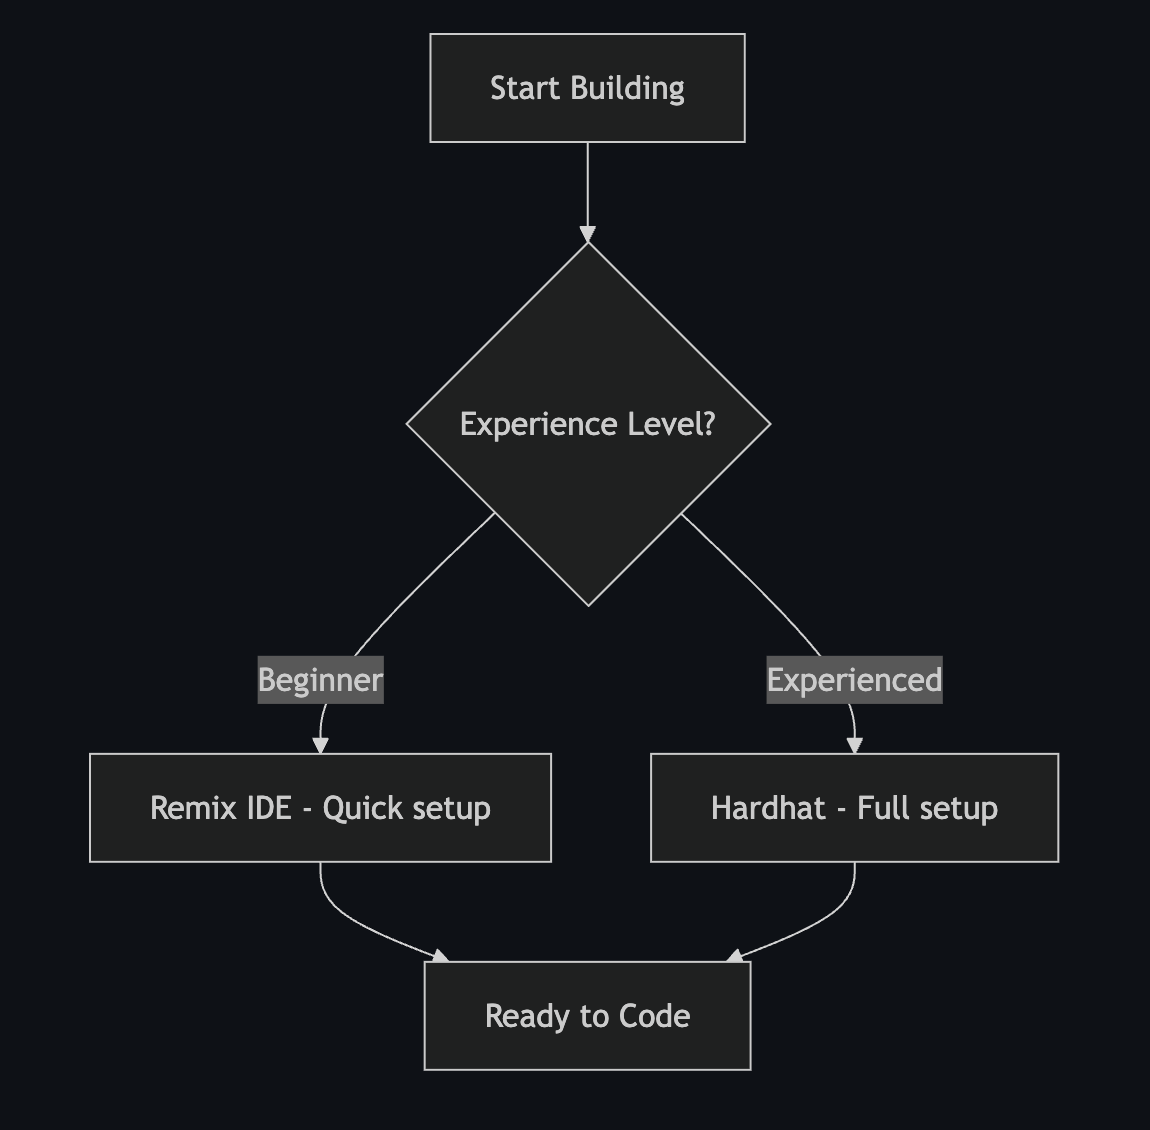 Start Building
Experience Level?
Beginner
Experienced
Remix IDE - Quick setup
Hardhat - Full setup
Ready to Code